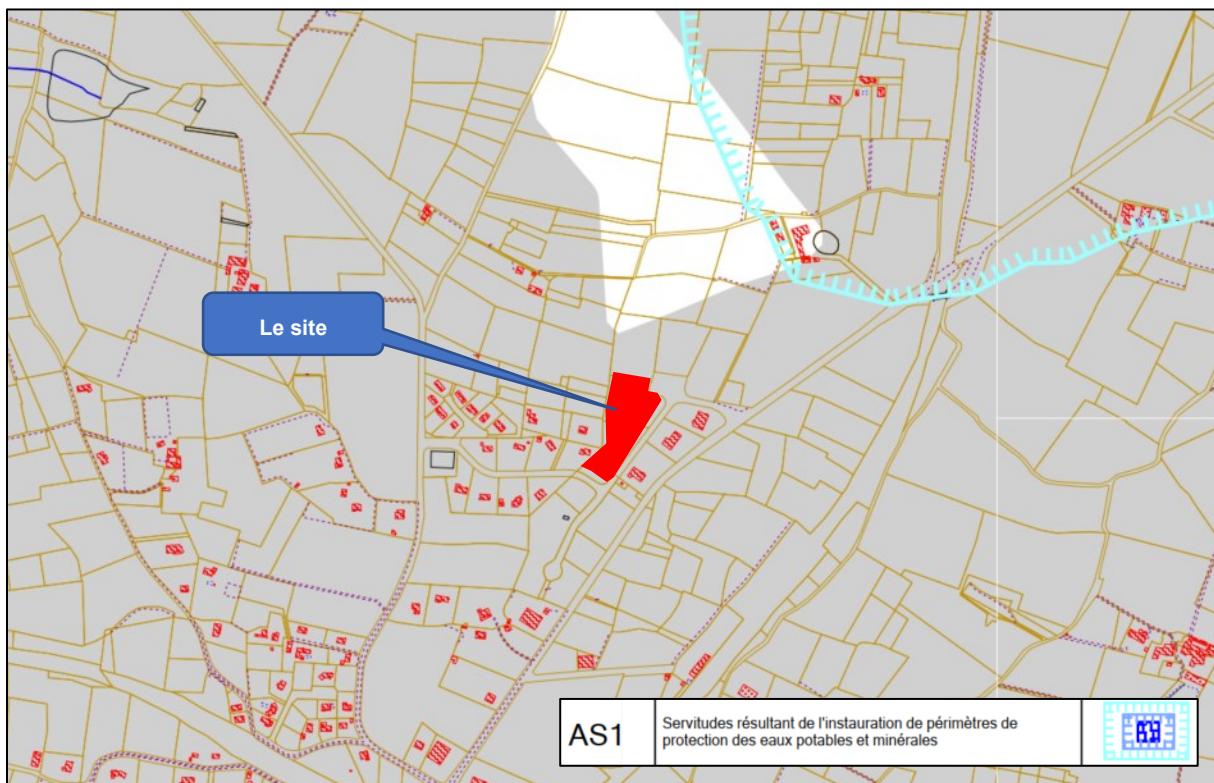 Le site
AS1
Servitudes résultant de l'instauration de périmètres de
protection des eaux potables et minérales